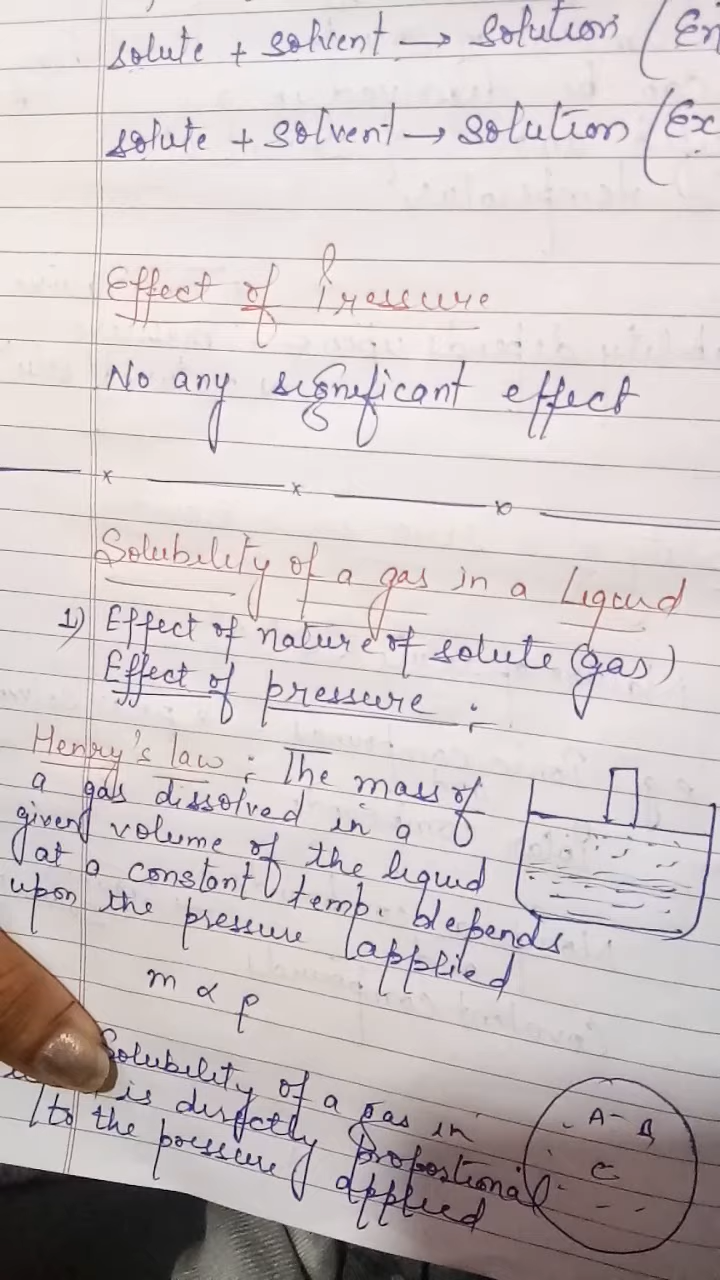 solute + solvent → solution (En
solute + solvent → solution (Ex
Effect of Pressure
No any significant effect
Solubility of a gas in a Liquid
1) Effect of nature of solute (gas)
Effect of pressure :-
Henry's law :- The mass of
a gas dissolved in a
given volume of the liquid
at a constant temp. depends
upon the pressure applied
m ∝ p
Solubility of a gas in
is directly proportional
to the pressure applied
A - B
C